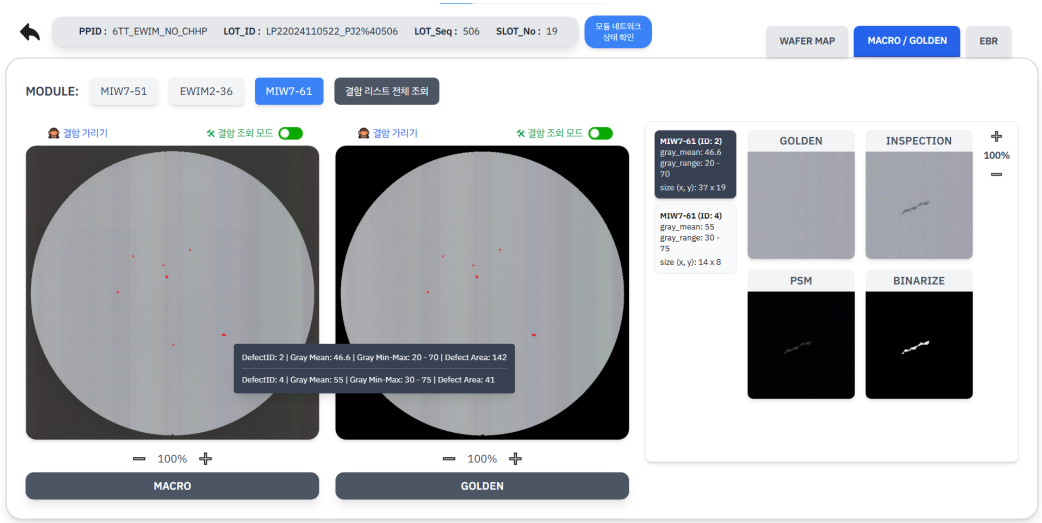 PPID : 6TT_EWIM_NO_CHHP LOT_ID : LP22024110522_PJ2%40506 LOT_Seq : 506 SLOT_No : 19
모듈 네트워크
상태 확인
WAFER MAP
MACRO / GOLDEN
EBR
MODULE:
MIW7-51
EWIM2-36
MIW7-61
결함 리스트 전체 조회
결함 가리기
결함 조회 모드
결함 가리기
결함 조회 모드
DefectID: 2 | Gray Mean: 46.6 | Gray Min-Max: 20 - 70 | Defect Area: 142
DefectID: 4 | Gray Mean: 55 | Gray Min-Max: 30 - 75 | Defect Area: 41
100%
MACRO
100%
GOLDEN
MIW7-61 (ID: 2)
gray_mean: 46.6
gray_range: 20 -
70
size (x, y): 37 x 19
MIW7-61 (ID: 4)
gray_mean: 55
gray_range: 30 -
75
size (x, y): 14 x 8
GOLDEN
INSPECTION
100%
PSM
BINARIZE